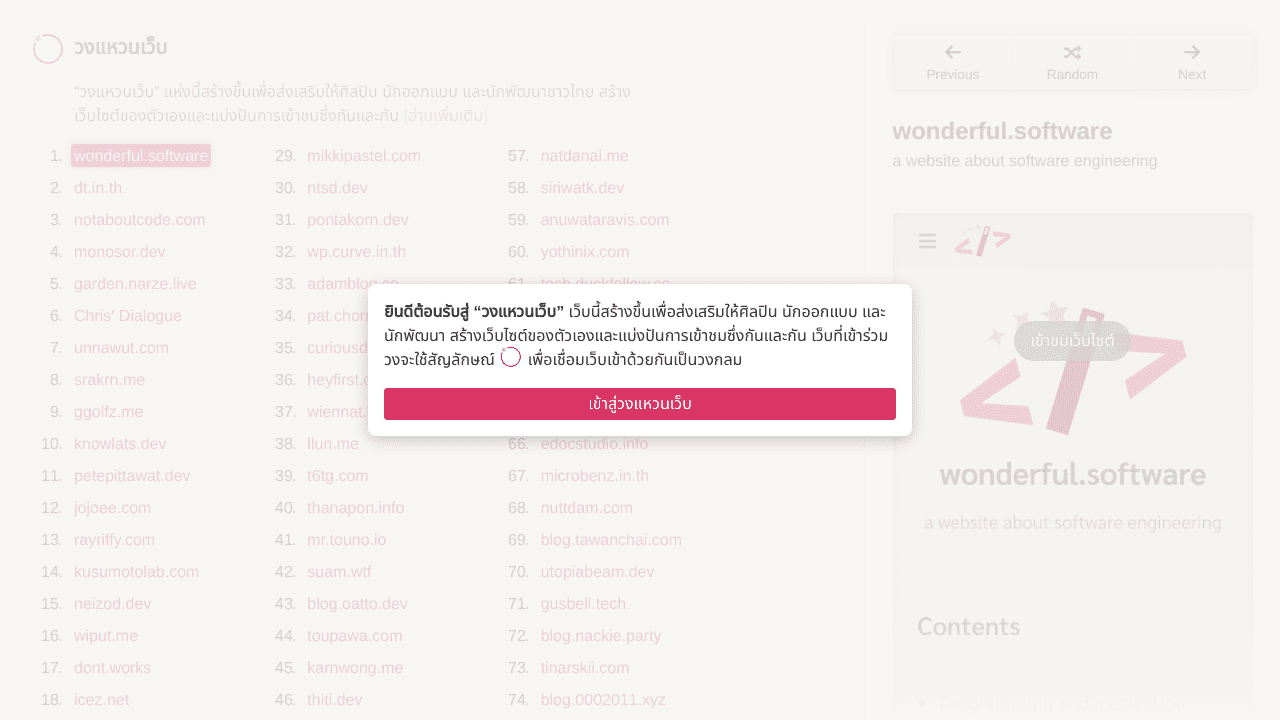 วงแหวนเว็บ
“วงแหวนเว็บ” แห่งนี้สร้างขึ้นเพื่อส่งเสริมให้ศิลปิน นักออกแบบ และนักพัฒนาชาวไทย สร้าง
เว็บไซต์ของตัวเองและแบ่งปันการเข้าชมซึ่งกันและกัน [อ่านเพิ่มเติม]
1. wonderful.software
2. dt.in.th
3. notaboutcode.com
4. monosor.dev
5. garden.narze.live
6. Chris' Dialogue
7. unnawut.com
8. srakrn.me
9. ggolfz.me
10. knowlats.dev
11. petepittawat.dev
12. jojoee.com
13. rayriffy.com
14. kusumotolab.com
15. neizod.dev
16. wiput.me
17. dont.works
18. icez.net
29. mikkipastel.com
30. ntsd.dev
31. pontakorn.dev
32. wp.curve.in.th
33. adamblog.co
34.
35.
36.
37.
38. llun.me
39. t6tg.com
40. thanapon.info
41. mr.touno.io
42. suam.wtf
43. blog.oatto.dev
44. toupawa.com
45. karnwong.me
46. thiti.dev
57. natdanai.me
58. siriwatk.dev
59. anuwataravis.com
60. yothinix.com
61. tech.duckfollow.co
66. edocstudio.info
67. microbenz.in.th
68. nuttdam.com
69. blog.tawanchai.com
70. utopiabeam.dev
71. gusbell.tech
72. blog.nackie.party
73. tinarskii.com
74. blog.0002011.xyz
ยินดีต้อนรับสู่ “วงแหวนเว็บ” เว็บนี้สร้างขึ้นเพื่อส่งเสริมให้ศิลปิน นักออกแบบ และ
นักพัฒนา สร้างเว็บไซต์ของตัวเองและแบ่งปันการเข้าชมซึ่งกันและกัน เว็บที่เข้าร่วม
วงจะใช้สัญลักษณ์ เพื่อเชื่อมเว็บเข้าด้วยกันเป็นวงกลม
เข้าสู่วงแหวนเว็บ
Previous
Random
Next
wonderful.software
a website about software engineering
เข้าชมเว็บไซต์
wonderful.software
a website about software engineering
Contents
Programming and motivation